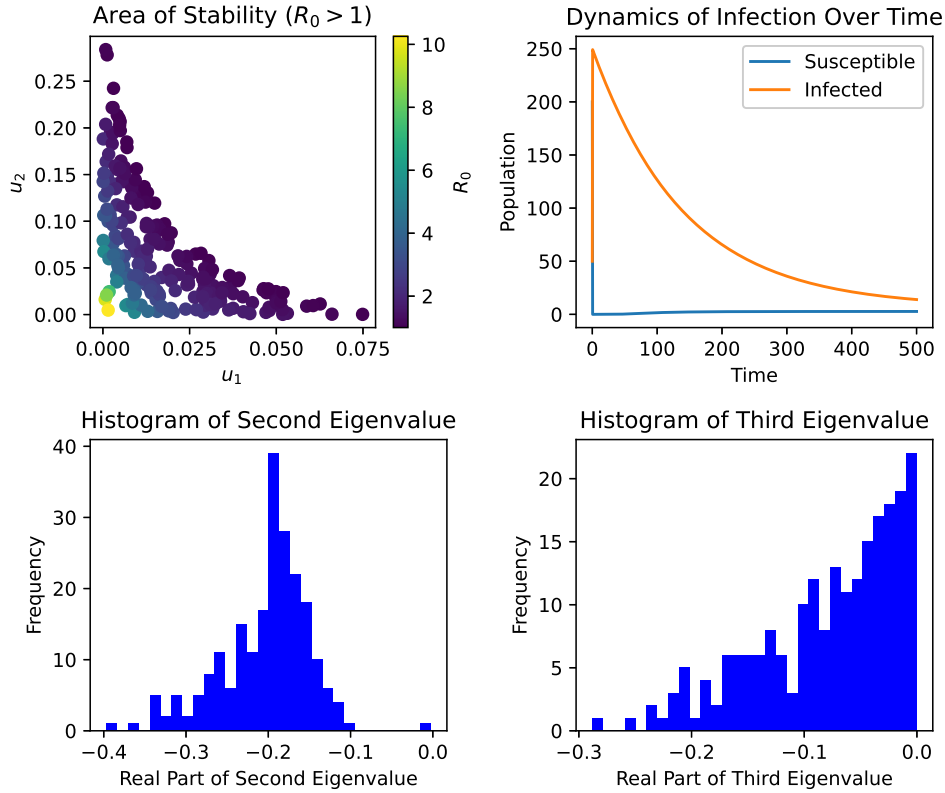 Area of Stability (R₀ > 1)
0.25
0.20
0.15
0.10
0.05
0.00
u₂
0.000 0.025 0.050 0.075
u₁
10
8
6
4
2
R₀
Dynamics of Infection Over Time
Susceptible
Infected
250
200
150
100
50
0
Population
0 100 200 300 400 500
Time
Histogram of Second Eigenvalue
40
30
20
10
0
Frequency
−0.4 −0.3 −0.2 −0.1 0.0
Real Part of Second Eigenvalue
Histogram of Third Eigenvalue
20
15
10
5
0
Frequency
−0.3 −0.2 −0.1 0.0
Real Part of Third Eigenvalue